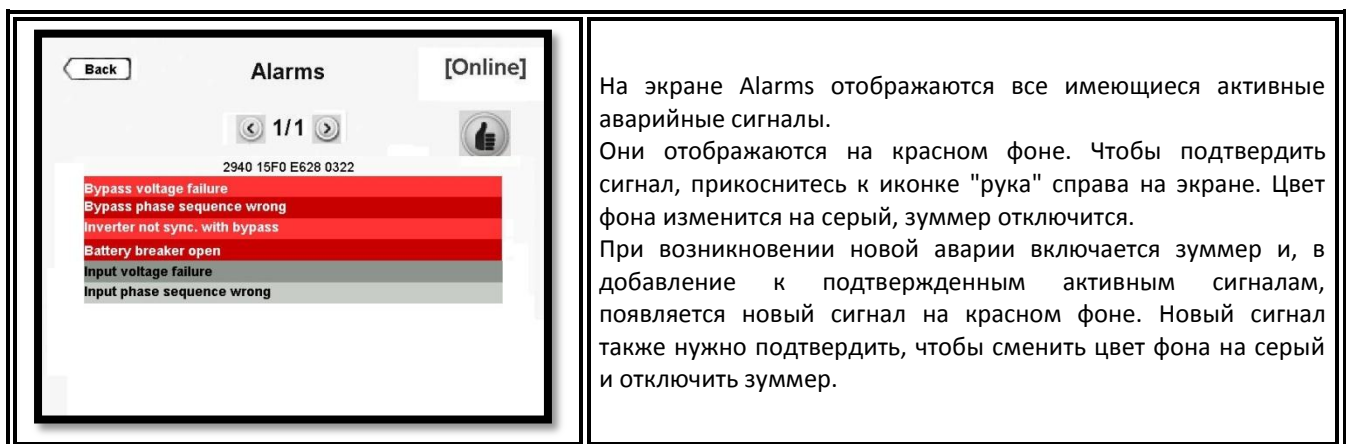 Back
Alarms
[Online]
1/1
2940 15F0 E628 0322
Bypass voltage failure
Bypass phase sequence wrong
Inverter not sync. with bypass
Battery breaker open
Input voltage failure
Input phase sequence wrong
На экране Alarms отображаются все имеющиеся активные
аварийные сигналы.
Они отображаются на красном фоне. Чтобы подтвердить
сигнал, прикоснитесь к иконке "рука" справа на экране. Цвет
фона изменится на серый, зуммер отключится.
При возникновении новой аварии включается зуммер и, в
добавление к подтвержденным активным сигналам,
появляется новый сигнал на красном фоне. Новый сигнал
также нужно подтвердить, чтобы сменить цвет фона на серый
и отключить зуммер.